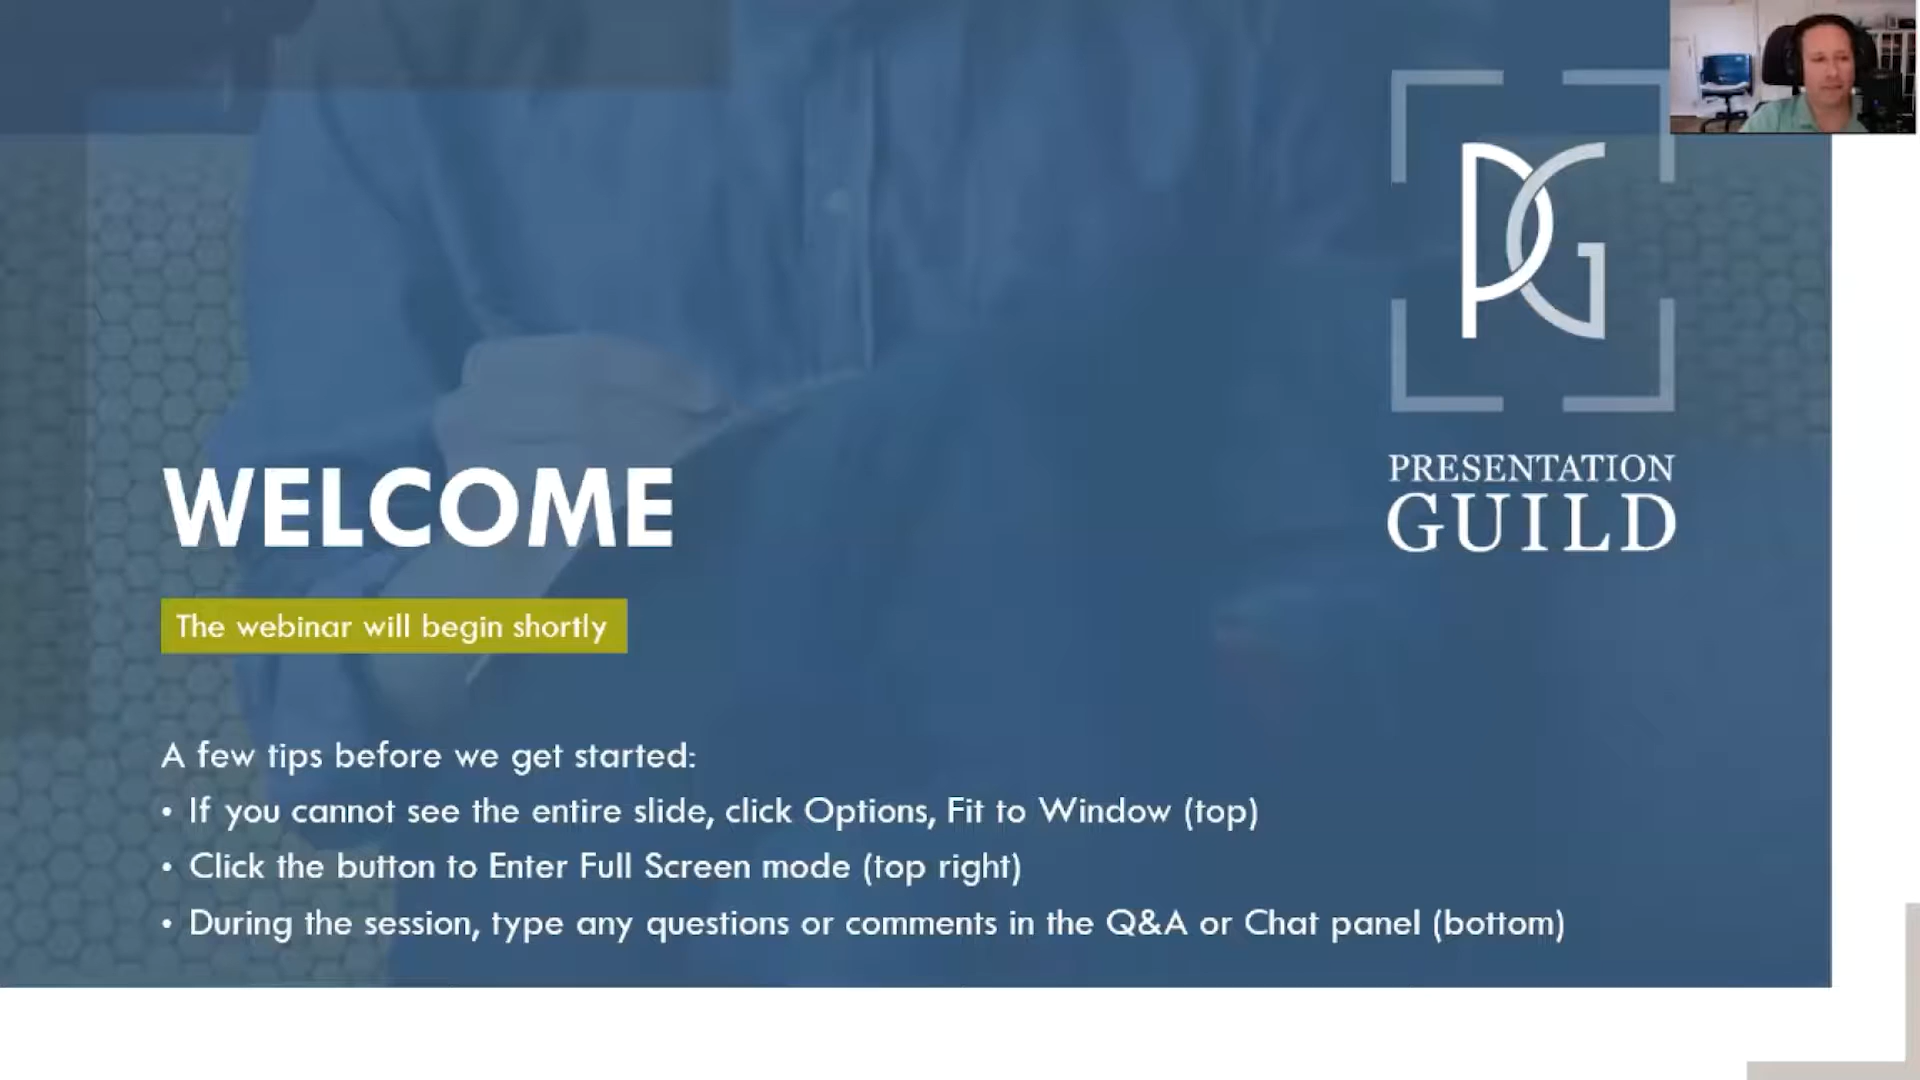 PG
PRESENTATION
GUILD
WELCOME
The webinar will begin shortly
A few tips before we get started:
• If you cannot see the entire slide, click Options, Fit to Window (top)
• Click the button to Enter Full Screen mode (top right)
• During the session, type any questions or comments in the Q&A or Chat panel (bottom)